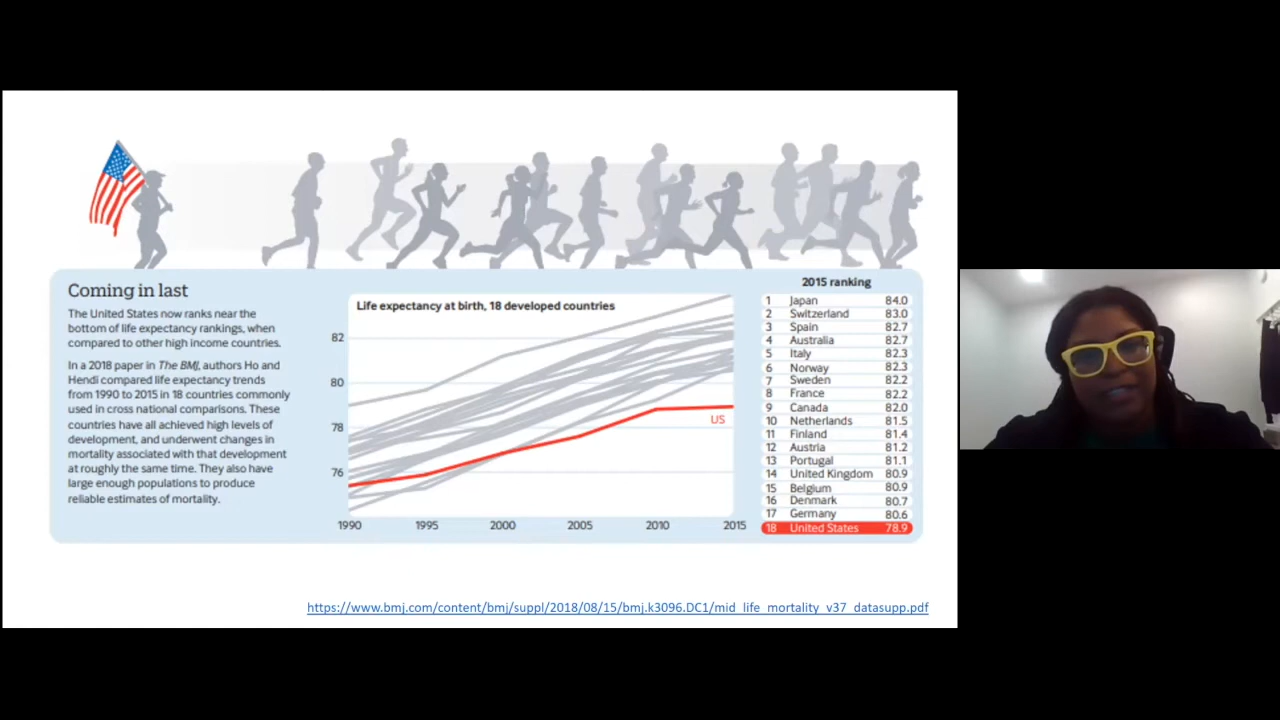 Coming in last
The United States now ranks near the
bottom of life expectancy rankings, when
compared to other high income countries.
In a 2018 paper in The BMJ, authors Ho and
Hendi compared life expectancy trends
from 1990 to 2015 in 18 countries commonly
used in cross national comparisons. These
countries have all achieved high levels of
development, and underwent changes in
mortality associated with that development
at roughly the same time. They also have
large enough populations to produce
reliable estimates of mortality.
Life expectancy at birth, 18 developed countries
82
80
78
76
US
1990 1995 2000 2005 2010 2015
2015 ranking
1 Japan 84.0
2 Switzerland 83.0
3 Spain 82.7
4 Australia 82.7
5 Italy 82.3
6 Norway 82.3
7 Sweden 82.2
8 France 82.2
9 Canada 82.0
10 Netherlands 81.5
11 Finland 81.4
12 Austria 81.2
13 Portugal 81.1
14 United Kingdom 80.9
15 Belgium 80.9
16 Denmark 80.7
17 Germany 80.6
18 United States 78.9
https://www.bmj.com/content/bmj/suppl/2018/08/15/bmj.k3096.DC1/mid_life_mortality_v37_datasupp.pdf